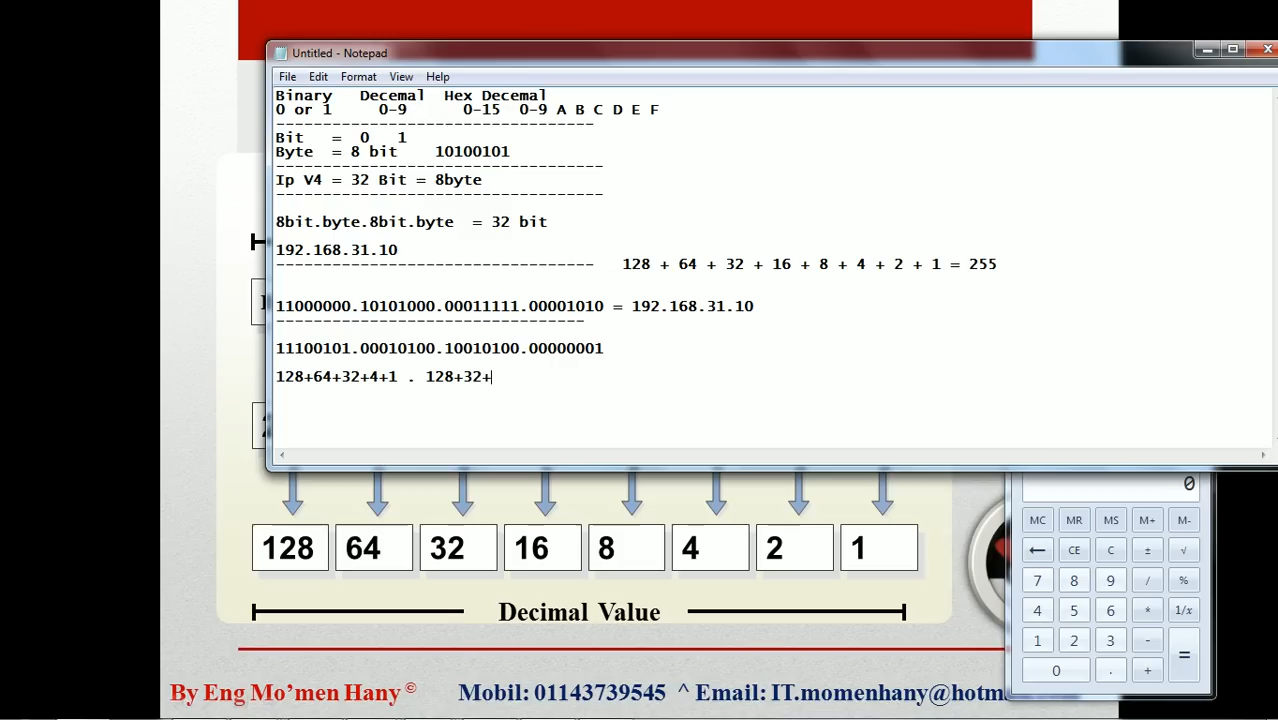 Untitled - Notepad
File Edit Format View Help
Binary Decemal Hex Decemal
0 or 1 0-9 0-15 0-9 A B C D E F
----------------------------------
Bit = 0 1
Byte = 8 bit 10100101
-----------------------------------
Ip V4 = 32 Bit = 8byte
-----------------------------------
8bit.byte.8bit.byte = 32 bit
192.168.31.10
---------------------------------- 128 + 64 + 32 + 16 + 8 + 4 + 2 + 1 = 255
11000000.10101000.00011111.00001010 = 192.168.31.10
---------------------------------
11100101.00010100.10010100.00000001
128+64+32+4+1 . 128+32+
0
MC MR MS M+ M-
← CE C ± √
7 8 9 / %
4 5 6 * 1/x
1 2 3 - =
0 . +
128 64 32 16 8 4 2 1
Decimal Value
By Eng Mo'men Hany © Mobil: 01143739545 ^ Email: IT.momenhany@hotm